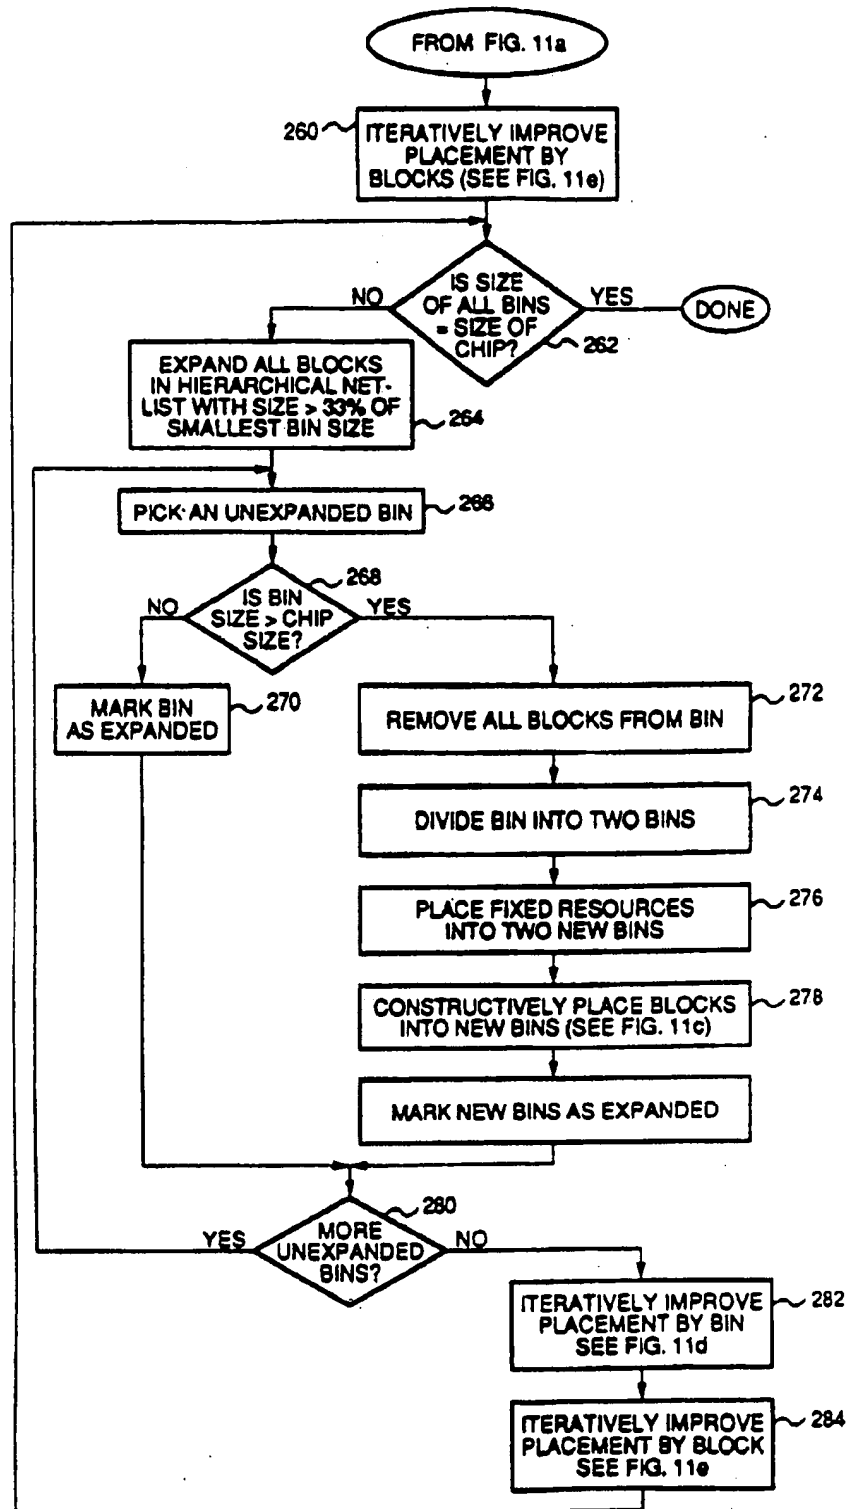 FROM FIG. 11a
260
ITERATIVELY IMPROVE
PLACEMENT BY
BLOCKS (SEE FIG. 11e)
IS SIZE
OF ALL BINS
= SIZE OF
CHIP?
NO
YES
DONE
262
EXPAND ALL BLOCKS
IN HIERARCHICAL NET-
LIST WITH SIZE > 33% OF
SMALLEST BIN SIZE
264
PICK AN UNEXPANDED BIN
266
268
IS BIN
SIZE > CHIP
SIZE?
NO
YES
MARK BIN
AS EXPANDED
270
REMOVE ALL BLOCKS FROM BIN
272
DIVIDE BIN INTO TWO BINS
274
PLACE FIXED RESOURCES
INTO TWO NEW BINS
276
CONSTRUCTIVELY PLACE BLOCKS
INTO NEW BINS (SEE FIG. 11c)
278
MARK NEW BINS AS EXPANDED
280
MORE
UNEXPANDED
BINS?
YES
NO
ITERATIVELY IMPROVE
PLACEMENT BY BIN
SEE FIG. 11d
282
ITERATIVELY IMPROVE
PLACEMENT BY BLOCK
SEE FIG. 11e
284